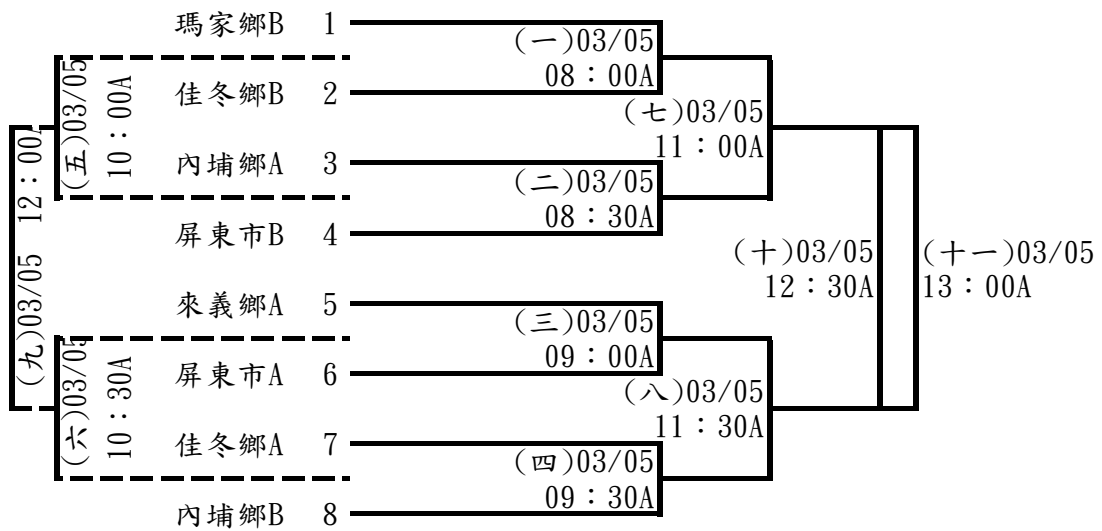 瑪家鄉B 1
(一)03/05
08：00A
佳冬鄉B 2
(五)03/05
10：00A
(七)03/05
11：00A
內埔鄉A 3
(二)03/05
08：30A
屏東市B 4
(九)03/05 12：00A
(十)03/05
12：30A
(十一)03/05
13：00A
來義鄉A 5
(三)03/05
09：00A
屏東市A 6
(六)03/05
10：30A
(八)03/05
11：30A
佳冬鄉A 7
(四)03/05
09：30A
內埔鄉B 8